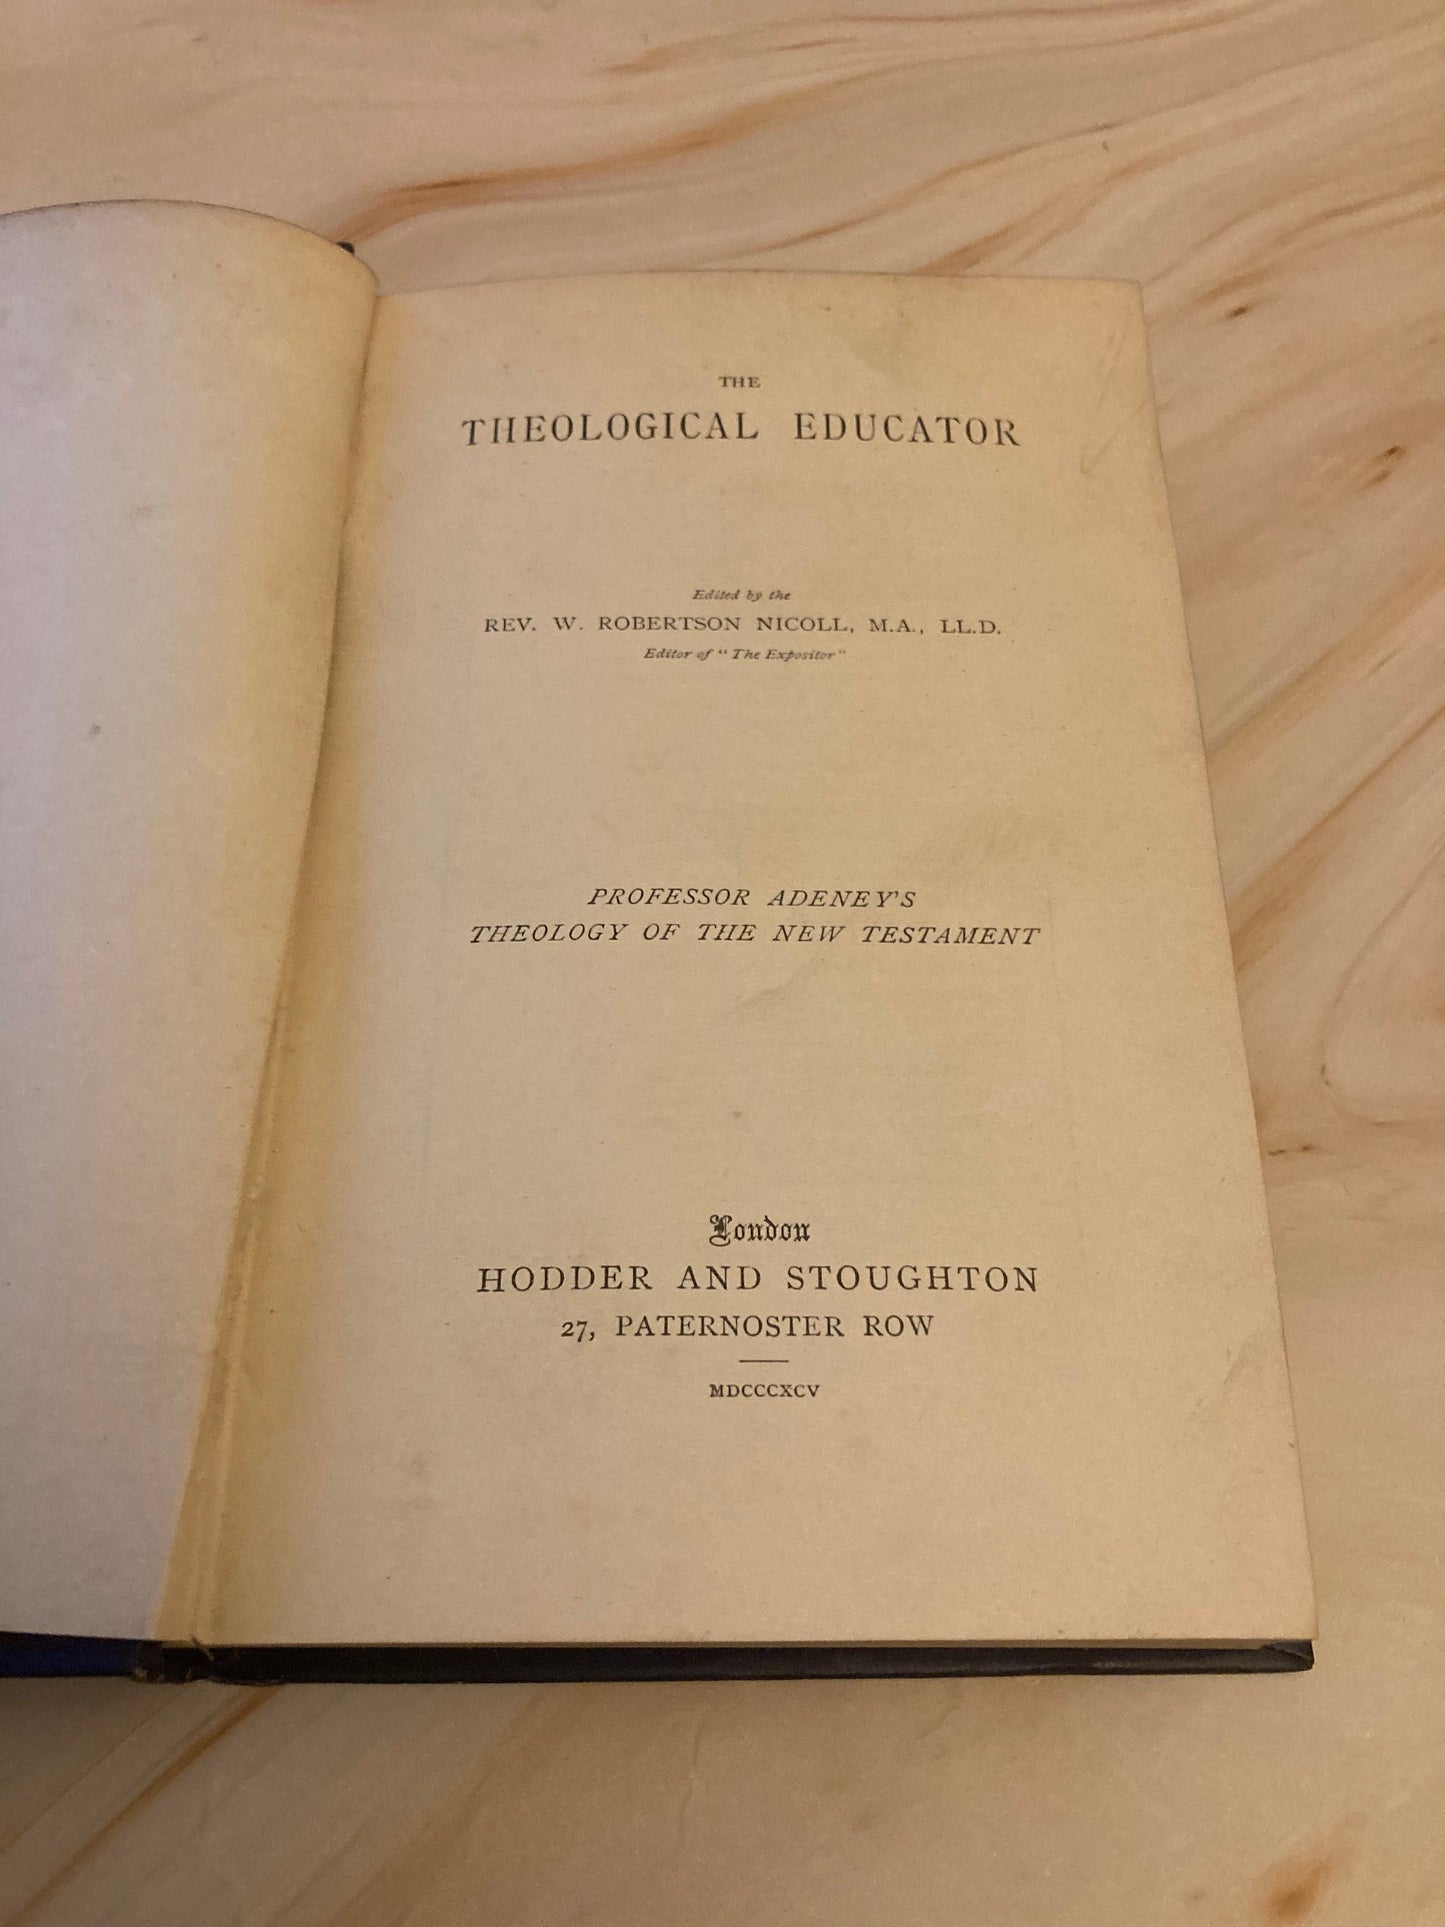 THE
THEOLOGICAL EDUCATOR
Edited by the
REV. W. ROBERTSON NICOLL, M.A., LL.D.
Editor of "The Expositor"
PROFESSOR ADENEY'S
THEOLOGY OF THE NEW TESTAMENT
London
HODDER AND STOUGHTON
27, PATERNOSTER ROW
MDCCCXCV